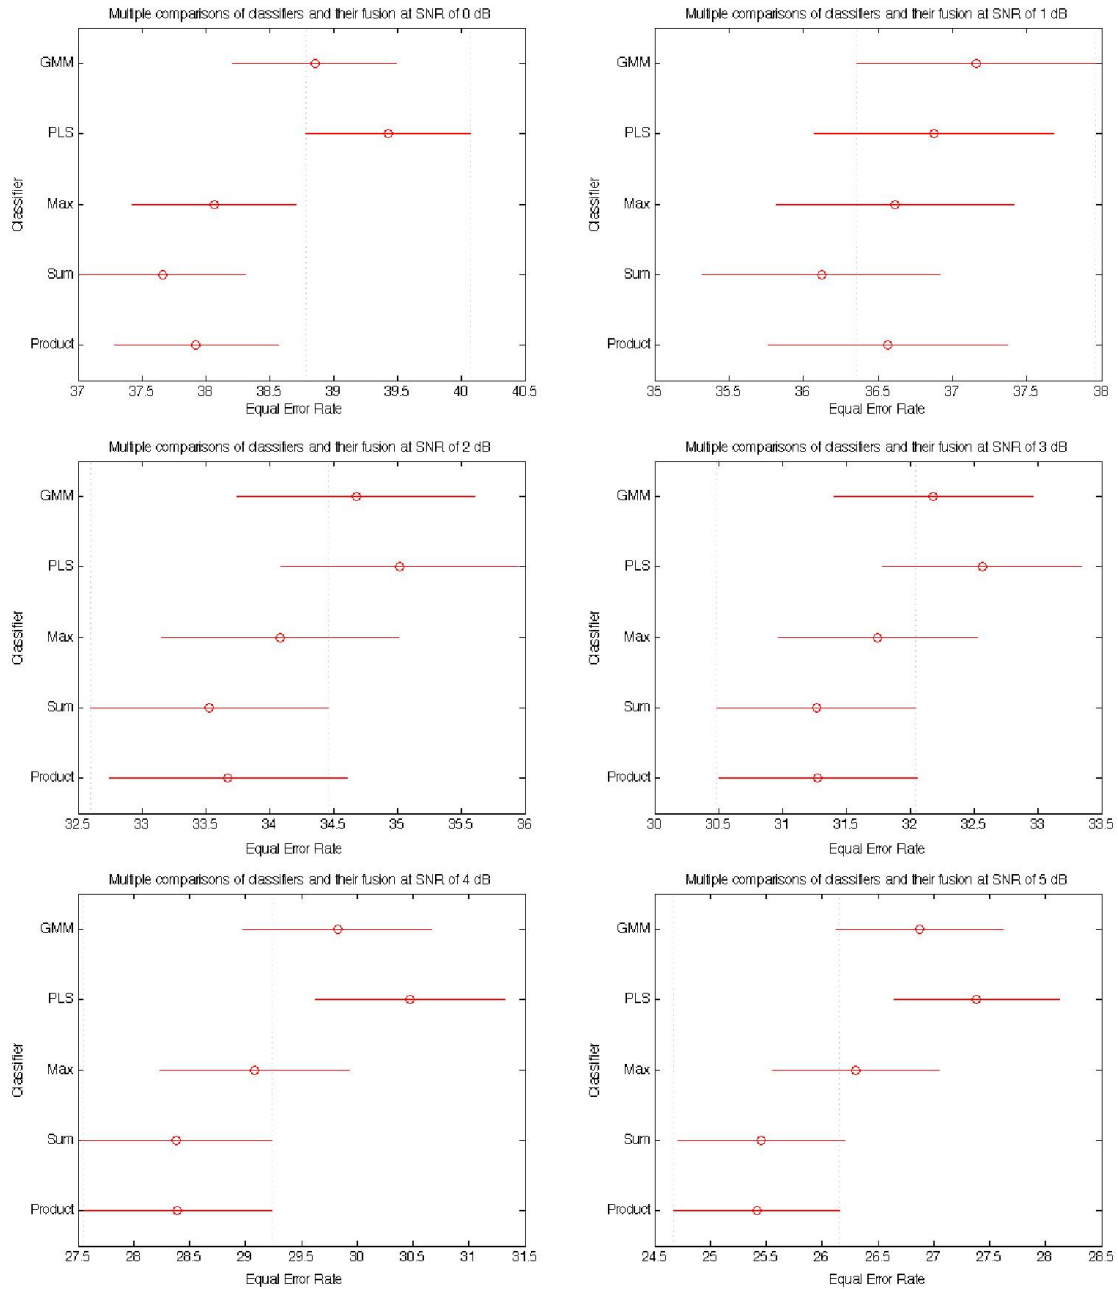 Multiple comparisons of classifiers and their fusion at SNR of 0 dB
GMM
PLS
Max
Sum
Product
Classifier
37 37.5 38 38.5 39 39.5 40 40.5
Equal Error Rate
Multiple comparisons of classifiers and their fusion at SNR of 1 dB
GMM
PLS
Max
Sum
Product
Classifier
35 35.5 36 36.5 37 37.5 38
Equal Error Rate
Multiple comparisons of classifiers and their fusion at SNR of 2 dB
GMM
PLS
Max
Sum
Product
Classifier
32.5 33 33.5 34 34.5 35 35.5 36
Equal Error Rate
Multiple comparisons of classifiers and their fusion at SNR of 3 dB
GMM
PLS
Max
Sum
Product
Classifier
30 30.5 31 31.5 32 32.5 33 33.5
Equal Error Rate
Multiple comparisons of classifiers and their fusion at SNR of 4 dB
GMM
PLS
Max
Sum
Product
Classifier
27.5 28 28.5 29 29.5 30 30.5 31 31.5
Equal Error Rate
Multiple comparisons of classifiers and their fusion at SNR of 5 dB
GMM
PLS
Max
Sum
Product
Classifier
24.5 25 25.5 26 26.5 27 27.5 28 28.5
Equal Error Rate